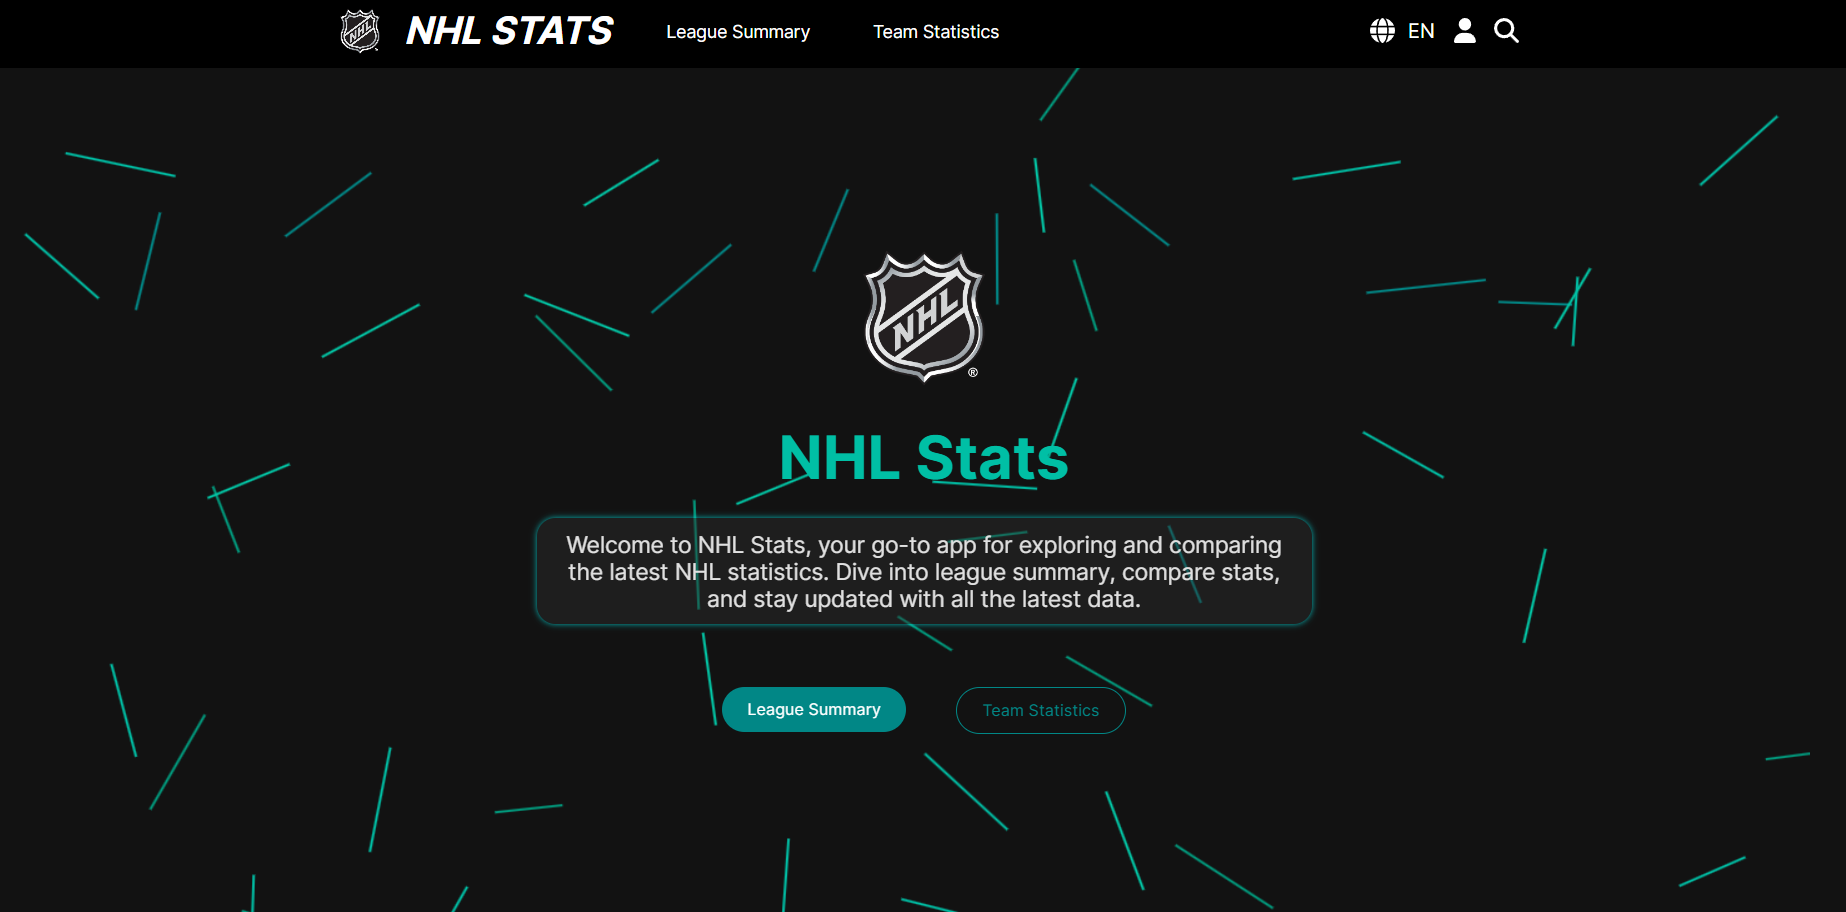 NHL
NHL STATS
League Summary
Team Statistics
EN
NHL
®
NHL Stats
Welcome to NHL Stats, your go-to app for exploring and comparing
the latest NHL statistics. Dive into league summary, compare stats,
and stay updated with all the latest data.
League Summary
Team Statistics